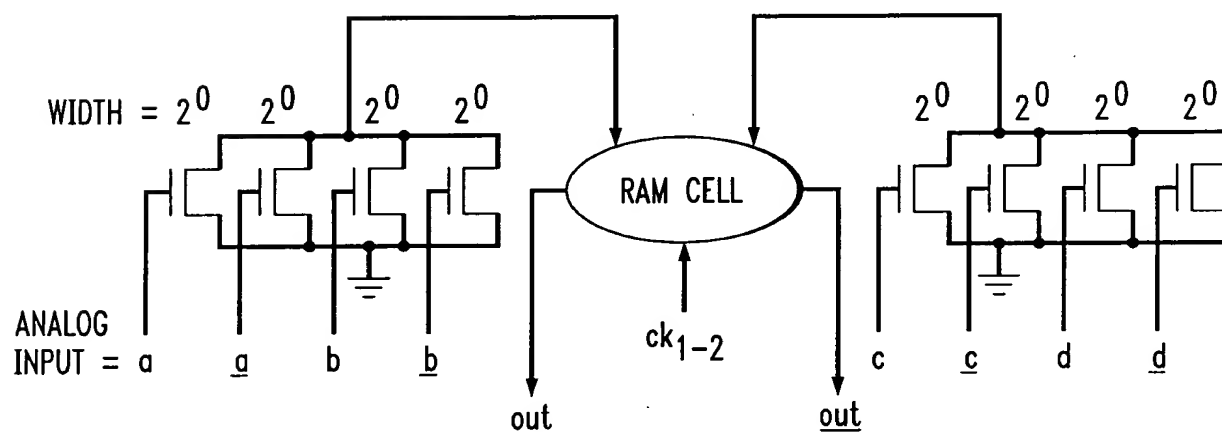 WIDTH = 2⁰ 2⁰ 2⁰ 2⁰
2⁰ 2⁰ 2⁰ 2⁰
RAM CELL
ck₁₋₂
ANALOG
INPUT = a a b b
c c d d
out
out